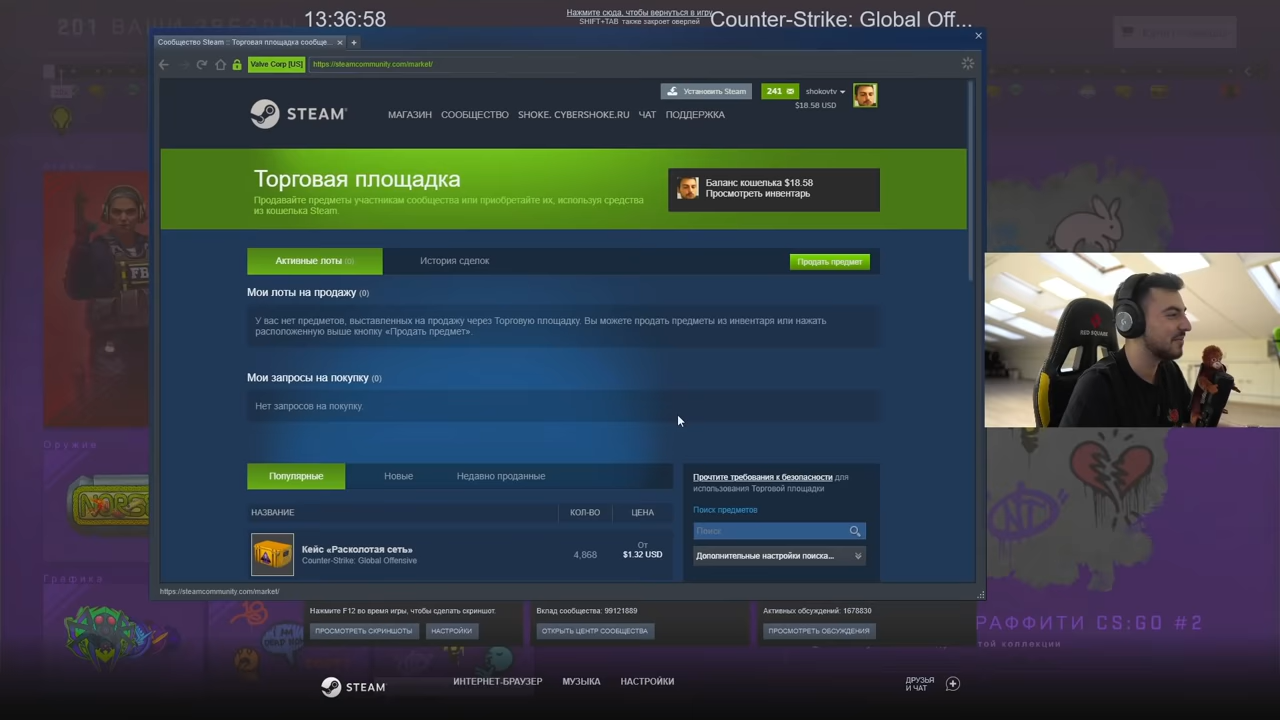 13:36:58
Нажмите сюда, чтобы вернуться в игру
SHIFT+TAB также закроет оверлей
Counter-Strike: Global Off...
Сообщество Steam :: Торговая площадка сообще...
Valve Corp [US]
https://steamcommunity.com/market/
Установить Steam
241
shokovtv
$18.58 USD
STEAM
МАГАЗИН СООБЩЕСТВО SHOKE. CYBERSHOKE.RU ЧАТ ПОДДЕРЖКА
Торговая площадка
Продавайте предметы участникам сообщества или приобретайте их, используя средства
из кошелька Steam.
Баланс кошелька $18.58
Просмотреть инвентарь
Активные лоты (0)
История сделок
Продать предмет
Мои лоты на продажу (0)
У вас нет предметов, выставленных на продажу через Торговую площадку. Вы можете продать предметы из инвентаря или нажать
расположенную выше кнопку «Продать предмет».
Мои запросы на покупку (0)
Нет запросов на покупку.
Популярные
Новые
Недавно проданные
НАЗВАНИЕ
КОЛ-ВО
ЦЕНА
Кейс «Расколотая сеть»
Counter-Strike: Global Offensive
4,868
От
$1.32 USD
Прочтите требования к безопасности для
использования Торговой площадки
Поиск предметов
Поиск
Дополнительные настройки поиска...
https://steamcommunity.com/market/
Нажмите F12 во время игры, чтобы сделать скриншот.
ПРОСМОТРЕТЬ СКРИНШОТЫ
НАСТРОЙКИ
Вклад сообщества: 99121889
ОТКРЫТЬ ЦЕНТР СООБЩЕСТВА
Активных обсуждений: 1678830
ПРОСМОТРЕТЬ ОБСУЖДЕНИЯ
STEAM
ИНТЕРНЕТ-БРАУЗЕР
МУЗЫКА
НАСТРОЙКИ
ДРУЗЬЯ
И ЧАТ
Оружие
Графика
РАФФИТИ CS:GO #2
той коллекции
RED SQUARE